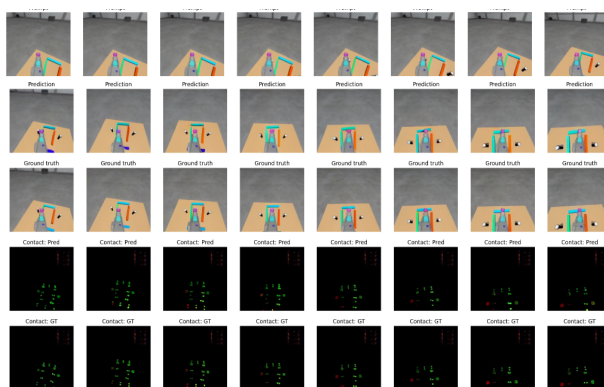 Prediction Prediction Prediction Prediction Prediction Prediction Prediction Prediction
Ground truth Ground truth Ground truth Ground truth Ground truth Ground truth Ground truth Ground truth
Contact: Pred Contact: Pred Contact: Pred Contact: Pred Contact: Pred Contact: Pred Contact: Pred Contact: Pred
Contact: GT Contact: GT Contact: GT Contact: GT Contact: GT Contact: GT Contact: GT Contact: GT